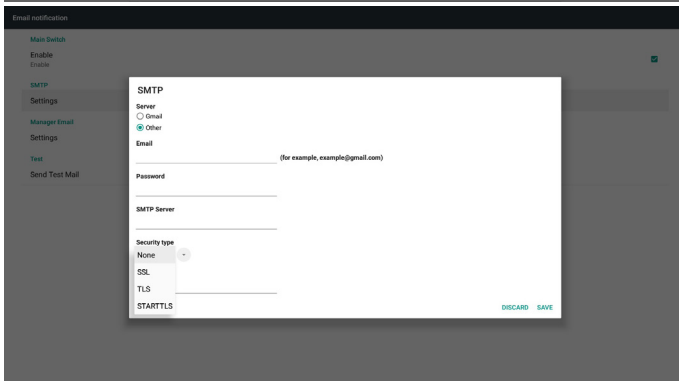 Email notification
Main Switch
Enable
Enable
SMTP
Settings
Manager Email
Settings
Test
Send Test Mail
SMTP
Server
Gmail
Other
Email
(for example, example@gmail.com)
Password
SMTP Server
Security type
None
SSL
TLS
STARTTLS
DISCARD SAVE